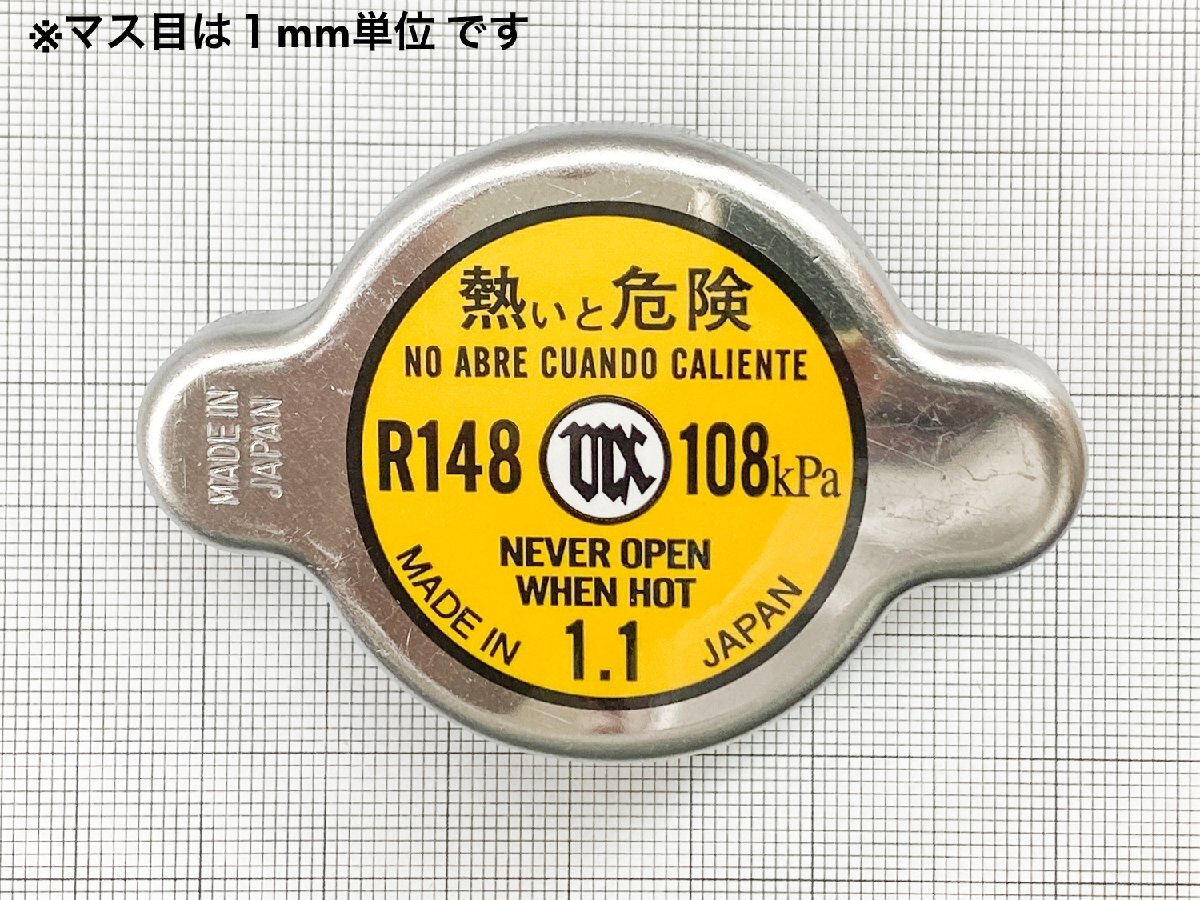 ※マス目は１mm単位 です
熱いと危険
NO ABRE CUANDO CALIENTE
R148 108kPa
NEVER OPEN
WHEN HOT
MADE IN JAPAN
1.1
MADE IN
JAPAN